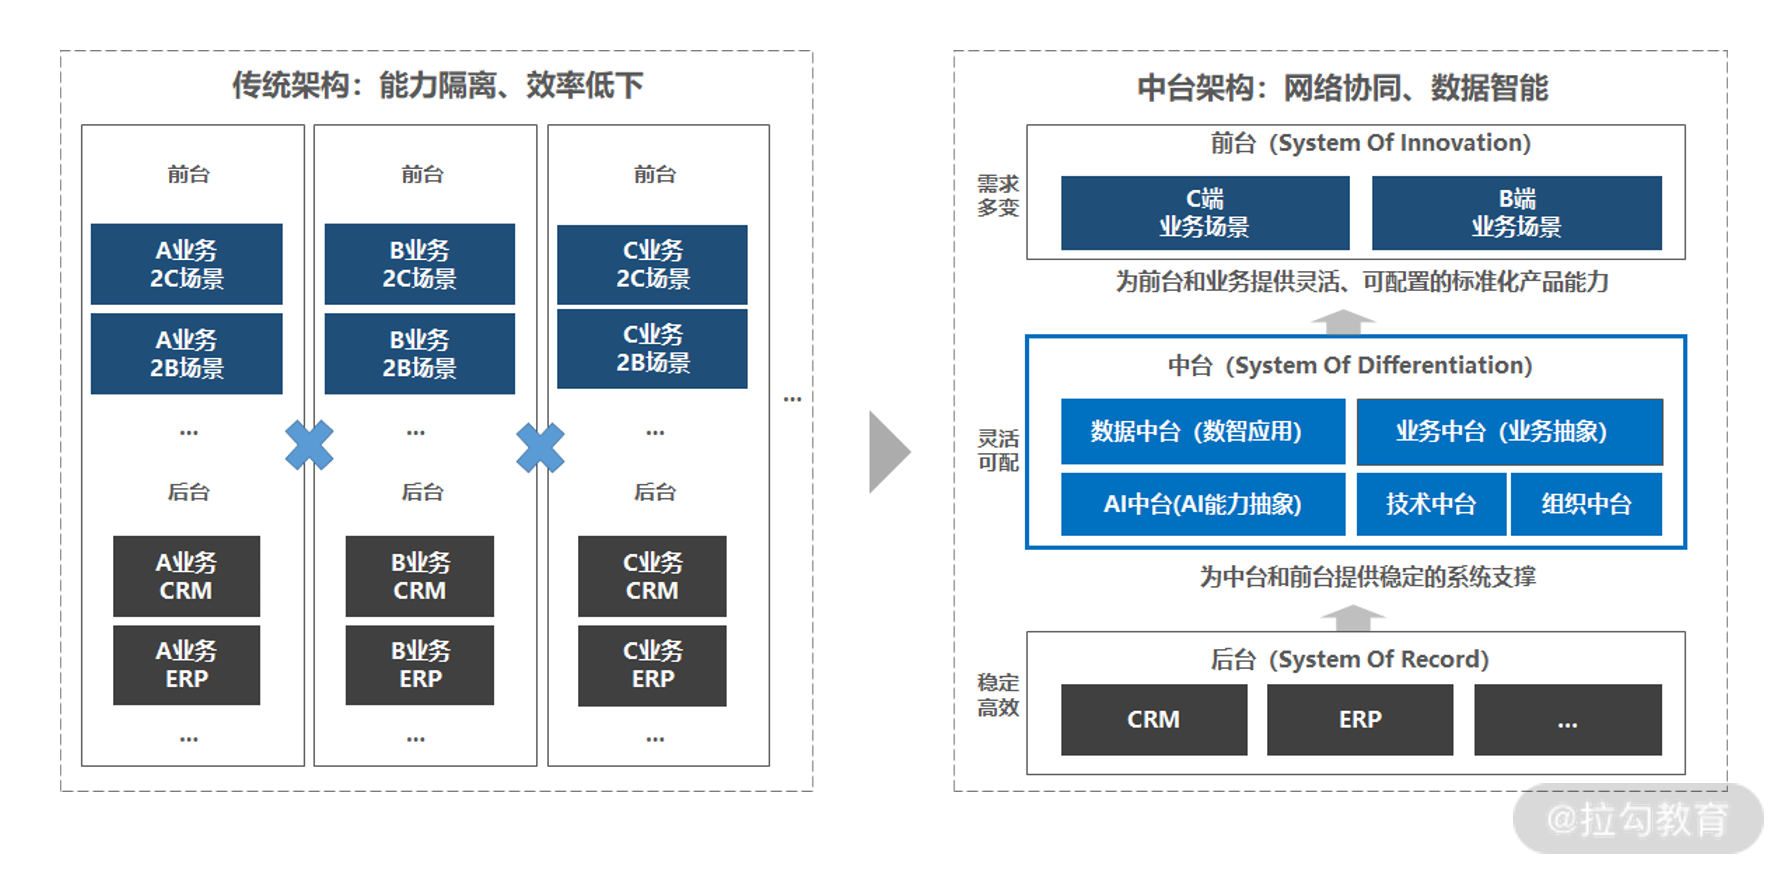 传统架构：能力隔离、效率低下
前台
A业务
2C场景
A业务
2B场景
...
后台
A业务
CRM
A业务
ERP
...
前台
B业务
2C场景
B业务
2B场景
...
后台
B业务
CRM
B业务
ERP
...
前台
C业务
2C场景
C业务
2B场景
...
后台
C业务
CRM
C业务
ERP
...
...
中台架构：网络协同、数据智能
需求
多变
前台（System Of Innovation）
C端
业务场景
B端
业务场景
为前台和业务提供灵活、可配置的标准化产品能力
灵活
可配
中台（System Of Differentiation）
数据中台（数智应用）
业务中台（业务抽象）
AI中台(AI能力抽象)
技术中台
组织中台
为中台和前台提供稳定的系统支撑
稳定
高效
后台（System Of Record）
CRM
ERP
...
@拉勾教育